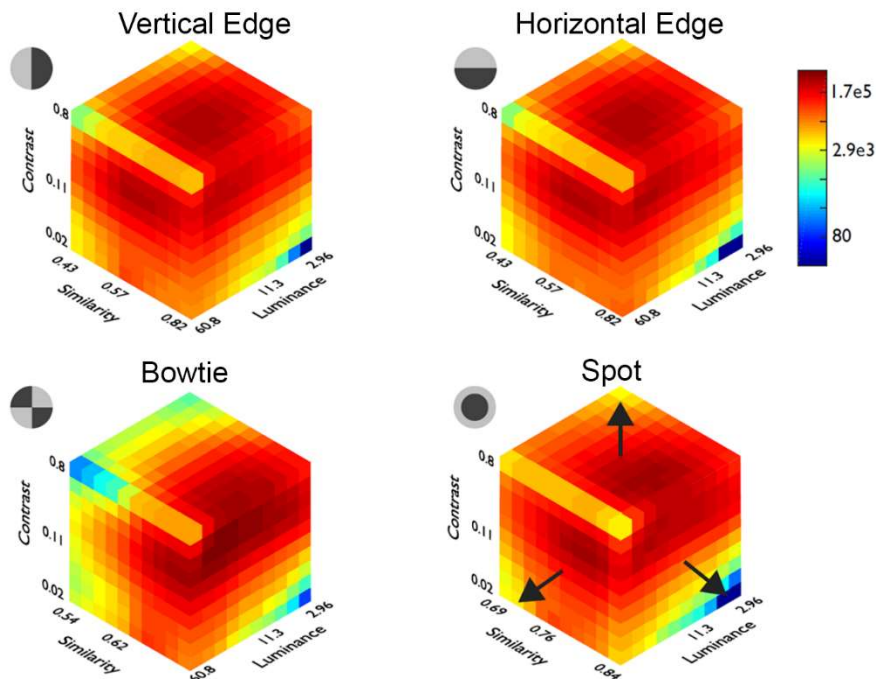 Vertical Edge
Horizontal Edge
0.8
0.11
0.02
Contrast
0.43
0.57
0.82
Similarity
60.8
11.3
2.96
Luminance
0.8
0.11
0.02
Contrast
0.43
0.57
0.82
Similarity
60.8
11.3
2.96
Luminance
1.7e5
2.9e3
80
Bowtie
Spot
0.8
0.11
0.02
Contrast
0.54
0.62
Similarity
60.8
11.3
2.96
Luminance
0.8
0.11
0.02
Contrast
0.69
0.76
0.84
Similarity
11.3
2.96
Luminance